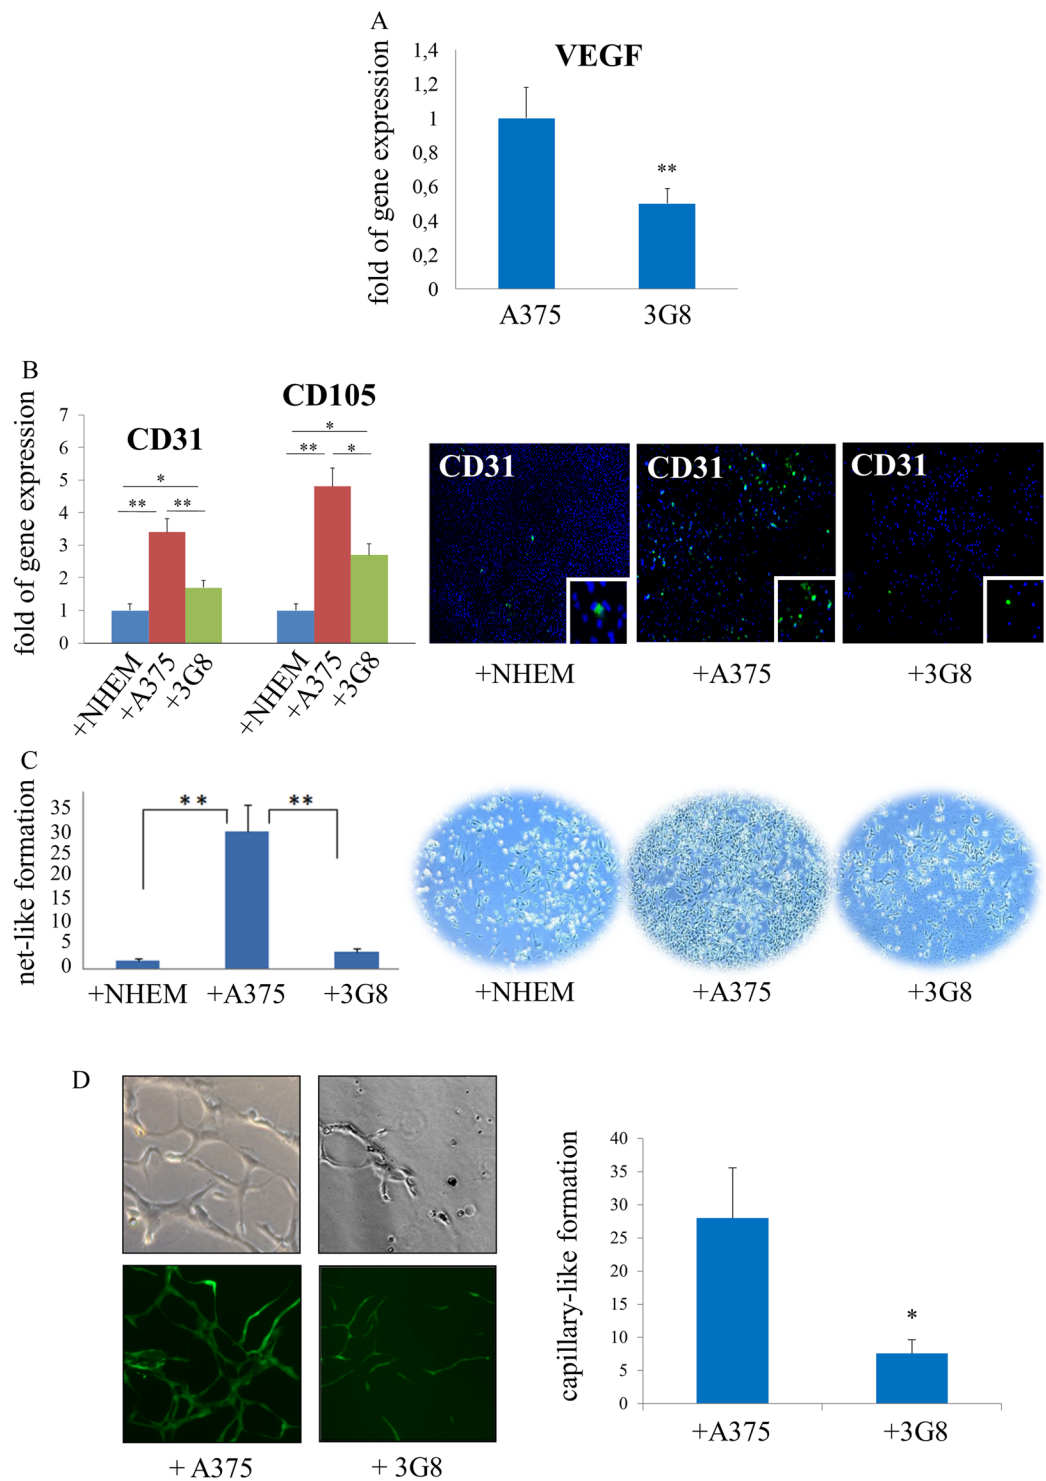 A
VEGF
fold of gene expression
1,4
1,2
1
0,8
0,6
0,4
0,2
0
**
A375 3G8
B
CD31
CD105
fold of gene expression
7
6
5
4
3
2
1
0
*
** **
*
** *
+NHEM +A375 +3G8 +NHEM +A375 +3G8
CD31 CD31 CD31
+NHEM +A375 +3G8
C
net-like formation
35
30
25
20
15
10
5
0
** **
+NHEM +A375 +3G8
+NHEM +A375 +3G8
D
+ A375 + 3G8
capillary-like formation
40
35
30
25
20
15
10
5
0
*
+A375 +3G8